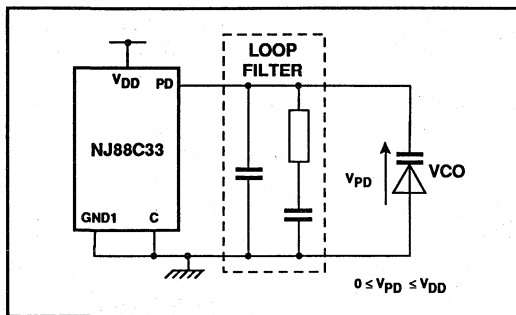 LOOP
FILTER
VDD PD
NJ88C33
VPD
VCO
GND1 C
0 ≤ VPD ≤ VDD